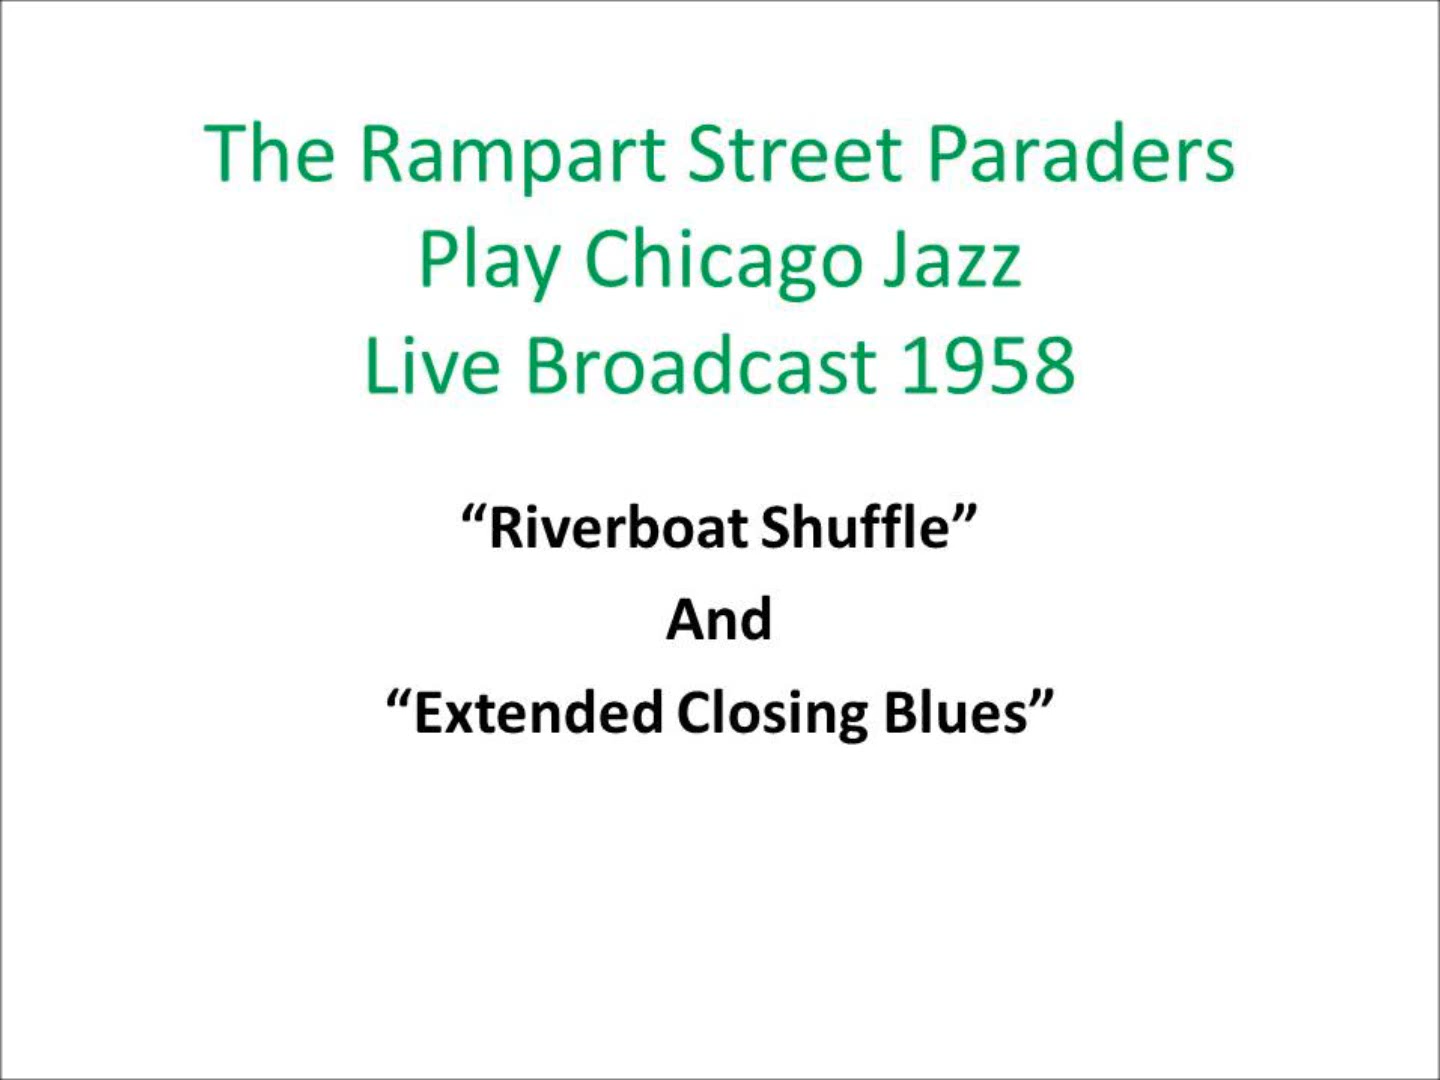 The Rampart Street Paraders
Play Chicago Jazz
Live Broadcast 1958
“Riverboat Shuffle”
And
“Extended Closing Blues”